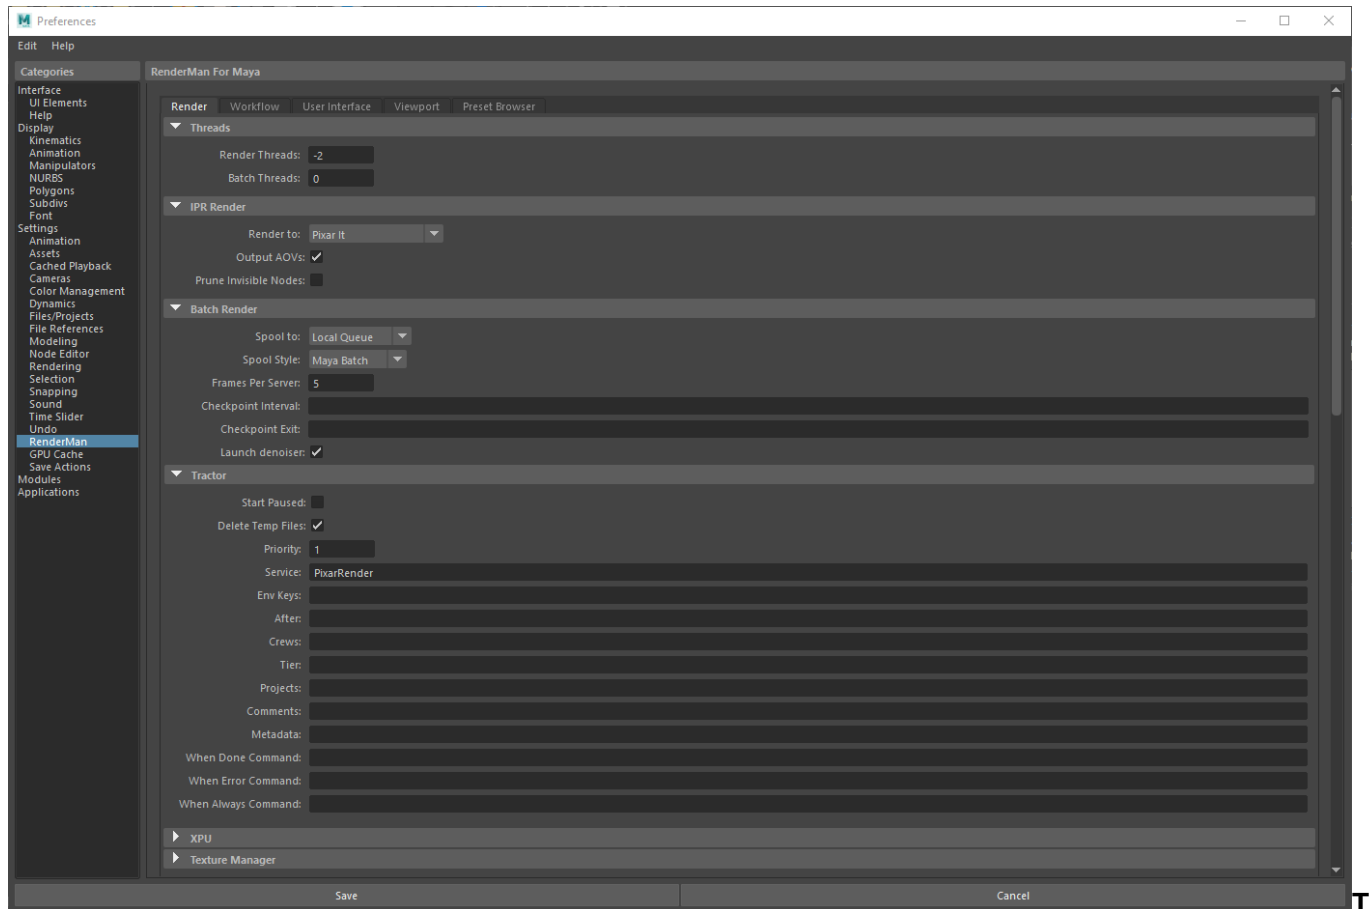 Preferences
Edit Help
Categories
Interface
UI Elements
Help
Display
Kinematics
Animation
Manipulators
NURBS
Polygons
Subdivs
Font
Settings
Animation
Assets
Cached Playback
Cameras
Color Management
Dynamics
Files/Projects
File References
Modeling
Node Editor
Rendering
Selection
Snapping
Sound
Time Slider
Undo
RenderMan
GPU Cache
Save Actions
Modules
Applications
RenderMan For Maya
Render Workflow User Interface Viewport Preset Browser
Threads
Render Threads: -2
Batch Threads: 0
IPR Render
Render to: Pixar It
Output AOVs:
Prune Invisible Nodes:
Batch Render
Spool to: Local Queue
Spool Style: Maya Batch
Frames Per Server: 5
Checkpoint Interval:
Checkpoint Exit:
Launch denoiser:
Tractor
Start Paused:
Delete Temp Files:
Priority: 1
Service: PixarRender
Env Keys:
After:
Crews:
Tier:
Projects:
Comments:
Metadata:
When Done Command:
When Error Command:
When Always Command:
XPU
Texture Manager
Save Cancel